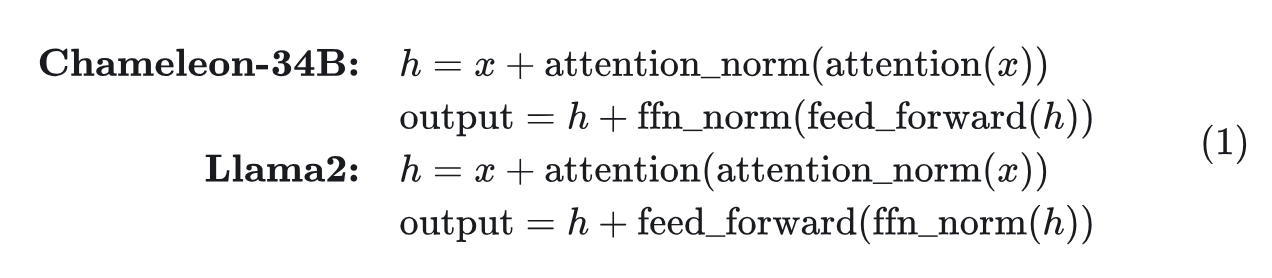 Chameleon-34B: h = x + attention_norm(attention(x))
output = h + ffn_norm(feed_forward(h))
(1)
Llama2: h = x + attention(attention_norm(x))
output = h + feed_forward(ffn_norm(h))